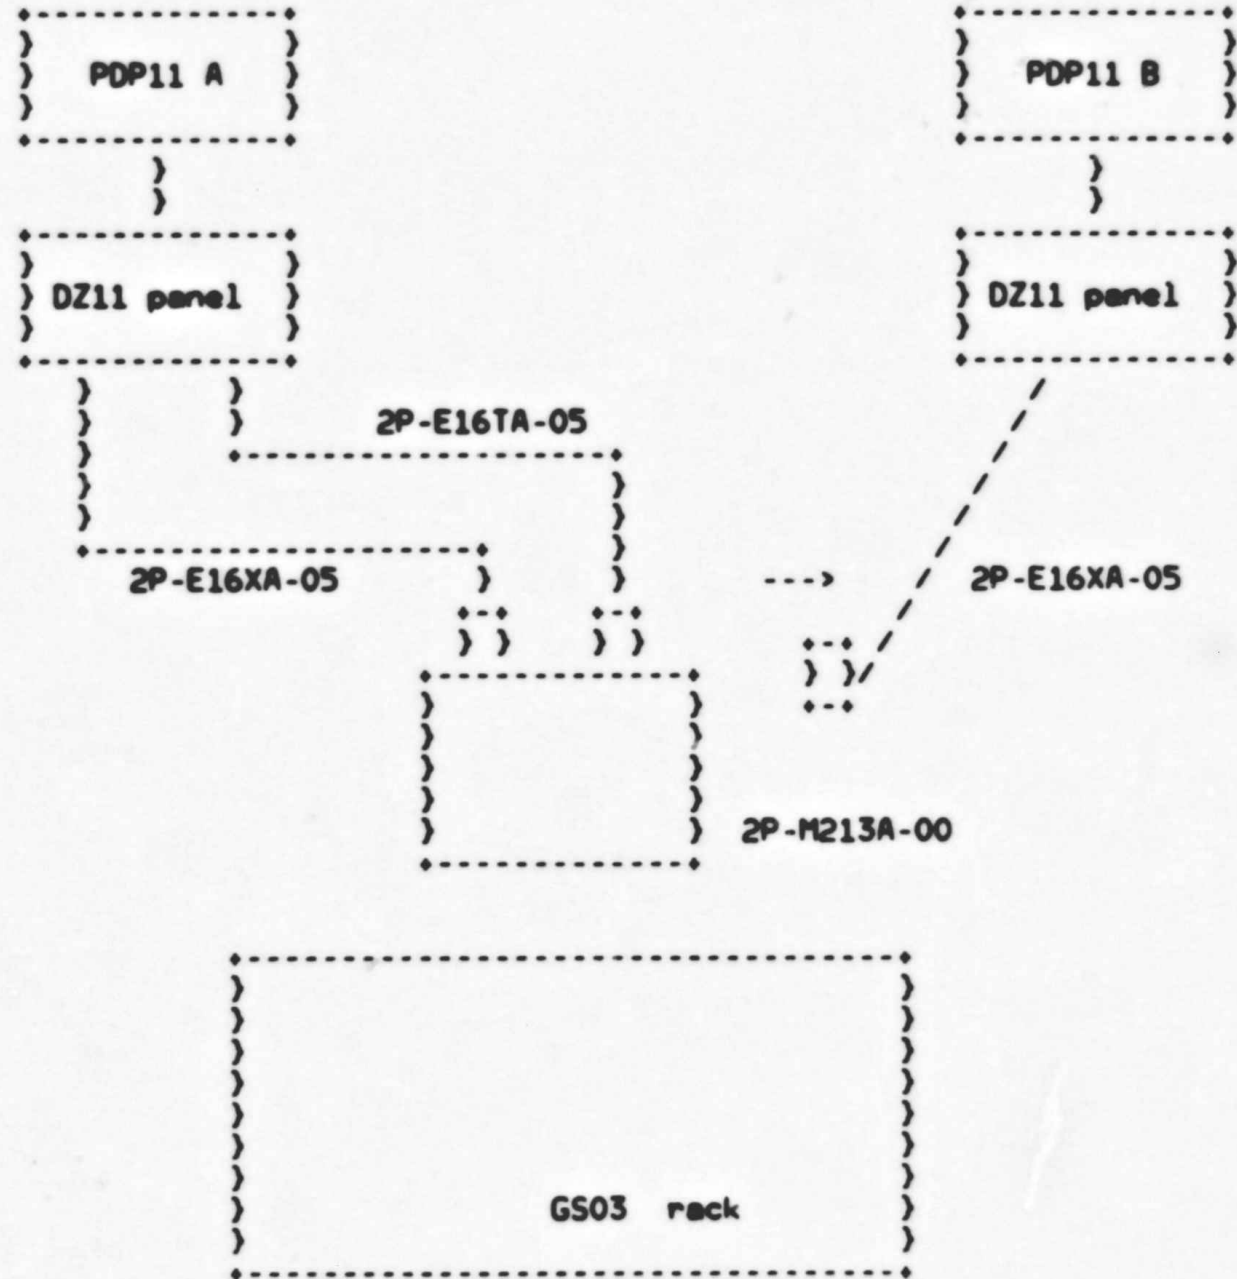 PDP11 A PDP11 B
DZ11 panel DZ11 panel
2P-E16TA-05
2P-E16XA-05 2P-E16XA-05
2P-M213A-00
GS03 rack